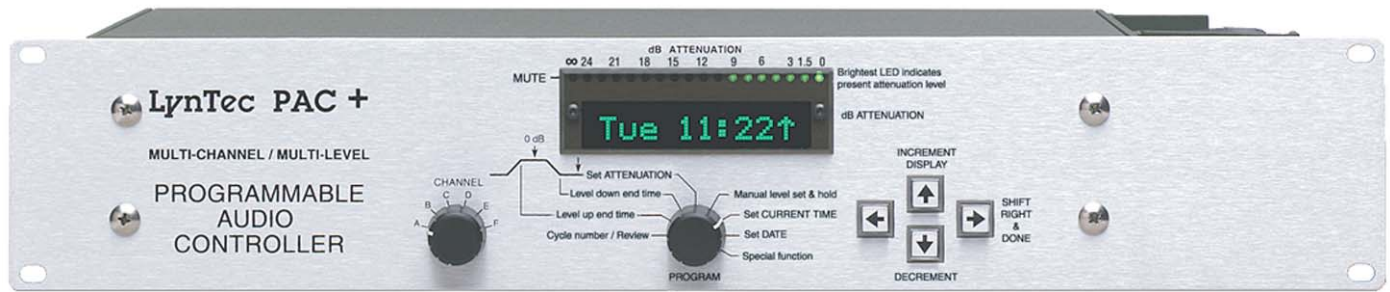 dB ATTENUATION
∞ 24 21 18 15 12 9 6 3 1.5 0
MUTE
Brightest LED indicates
present attenuation level
LynTec PAC +
Tue 11:22↑
dB ATTENUATION
0 dB
MULTI-CHANNEL / MULTI-LEVEL
INCREMENT
DISPLAY
Set ATTENUATION
CHANNEL
PROGRAMMABLE
AUDIO
CONTROLLER
A B C D E F
Level down end time
Manual level set & hold
Level up end time
Set CURRENT TIME
SHIFT
RIGHT
&
DONE
Cycle number / Review
Set DATE
Special function
PROGRAM
DECREMENT